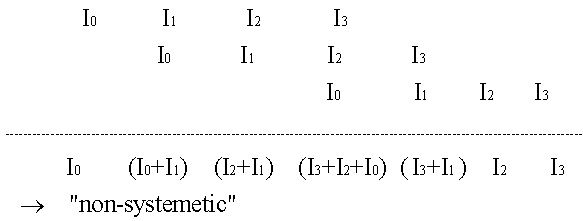 I0 I1 I2 I3
I0 I1 I2 I3
I0 I1 I2 I3
I0 (I0+I1) (I2+I1) (I3+I2+I0) (I3+I1) I2 I3
→ "non-systemetic"